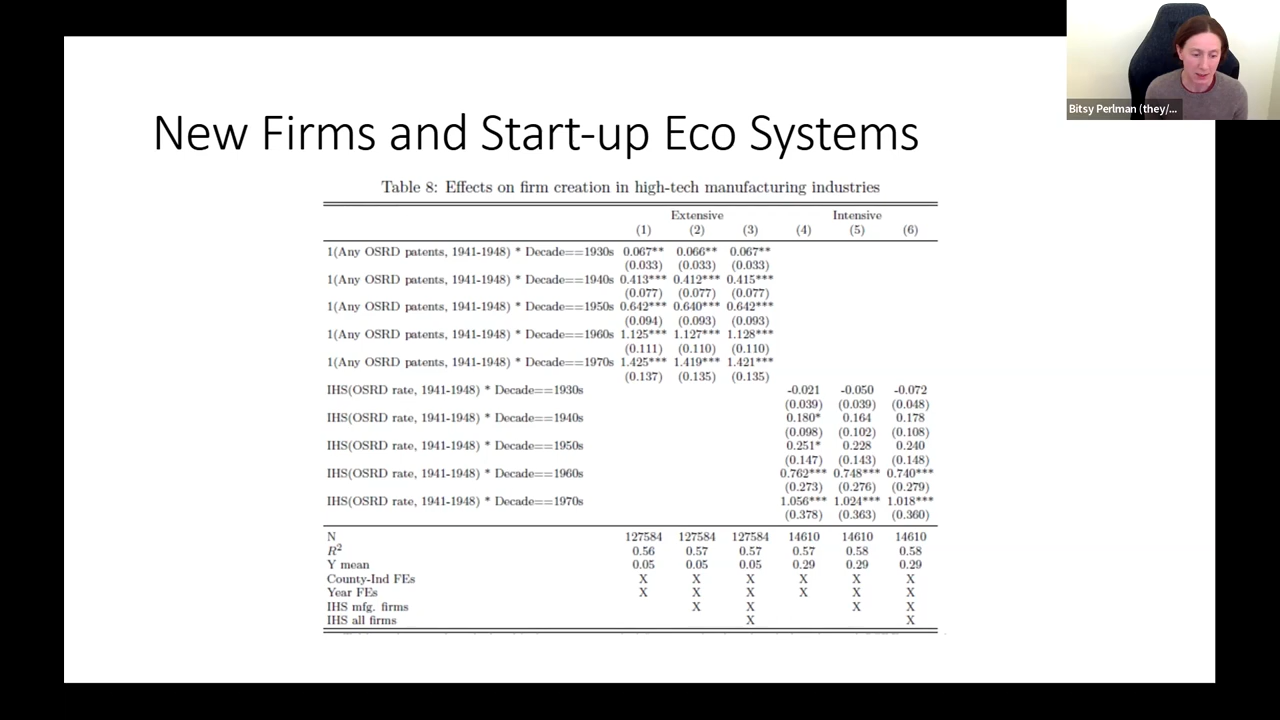 Bitsy Perlman (they/...
New Firms and Start-up Eco Systems
Table 8: Effects on firm creation in high-tech manufacturing industries
Extensive Intensive
(1) (2) (3) (4) (5) (6)
1(Any OSRD patents, 1941-1948) * Decade==1930s 0.067** 0.066** 0.067**
(0.033) (0.033) (0.033)
1(Any OSRD patents, 1941-1948) * Decade==1940s 0.413*** 0.412*** 0.415***
(0.077) (0.077) (0.077)
1(Any OSRD patents, 1941-1948) * Decade==1950s 0.642*** 0.640*** 0.642***
(0.094) (0.093) (0.093)
1(Any OSRD patents, 1941-1948) * Decade==1960s 1.125*** 1.127*** 1.128***
(0.111) (0.110) (0.110)
1(Any OSRD patents, 1941-1948) * Decade==1970s 1.425*** 1.419*** 1.421***
(0.137) (0.135) (0.135)
IHS(OSRD rate, 1941-1948) * Decade==1930s -0.021 -0.050 -0.072
(0.039) (0.039) (0.048)
IHS(OSRD rate, 1941-1948) * Decade==1940s 0.180* 0.164 0.178
(0.098) (0.102) (0.108)
IHS(OSRD rate, 1941-1948) * Decade==1950s 0.251* 0.228 0.240
(0.147) (0.143) (0.148)
IHS(OSRD rate, 1941-1948) * Decade==1960s 0.762*** 0.748*** 0.740***
(0.273) (0.276) (0.279)
IHS(OSRD rate, 1941-1948) * Decade==1970s 1.056*** 1.024*** 1.018***
(0.378) (0.363) (0.360)
N 127584 127584 127584 14610 14610 14610
R² 0.56 0.57 0.57 0.57 0.58 0.58
Y mean 0.05 0.05 0.05 0.29 0.29 0.29
County-Ind FEs X X X X X X
Year FEs X X X X X X
IHS mfg. firms X X X X
IHS all firms X X